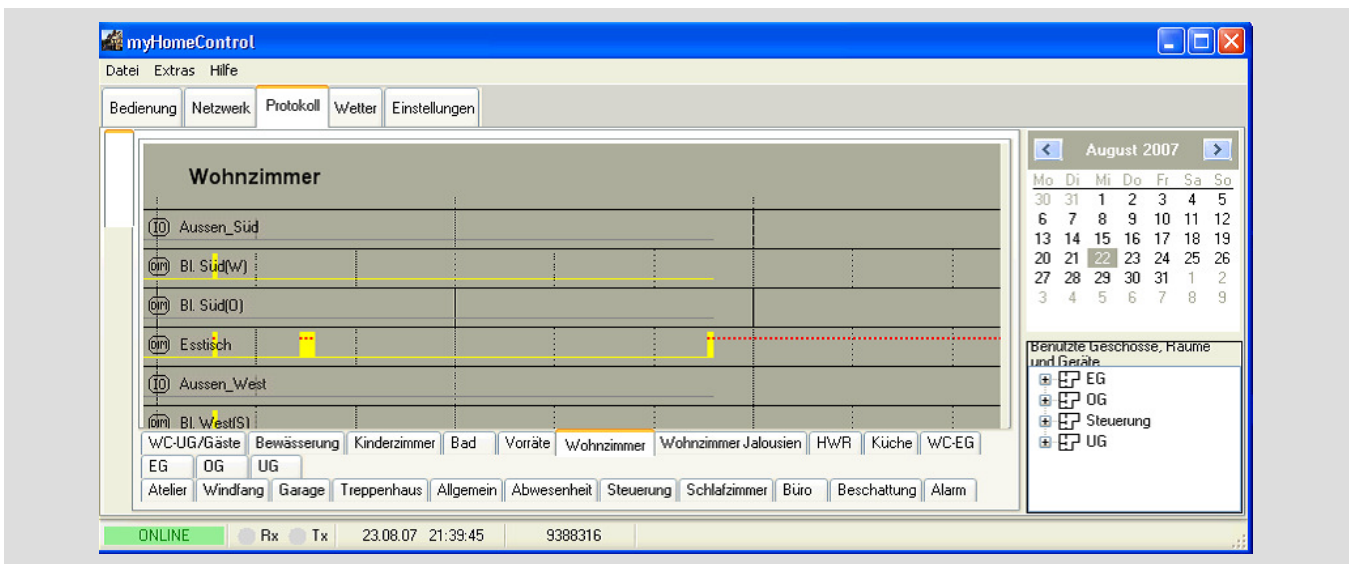 myHomeControl
Datei Extras Hilfe
Bedienung Netzwerk Protokoll Wetter Einstellungen
Wohnzimmer
IO Aussen_Süd
DIM Bl. Süd(W)
DIM Bl. Süd(O)
DIM Esstisch
IO Aussen_West
DIM Bl. West(S)
WC-UG/Gäste Bewässerung Kinderzimmer Bad Vorräte Wohnzimmer Wohnzimmer Jalousien HWR Küche WC-EG
EG OG UG
Atelier Windfang Garage Treppenhaus Allgemein Abwesenheit Steuerung Schlafzimmer Büro Beschattung Alarm
August 2007
Mo Di Mi Do Fr Sa So
30 31 1 2 3 4 5
6 7 8 9 10 11 12
13 14 15 16 17 18 19
20 21 22 23 24 25 26
27 28 29 30 31 1 2
3 4 5 6 7 8 9
Benutzte Geschosse, Räume
und Geräte
EG
OG
Steuerung
UG
ONLINE Rx Tx 23.08.07 21:39:45 9388316